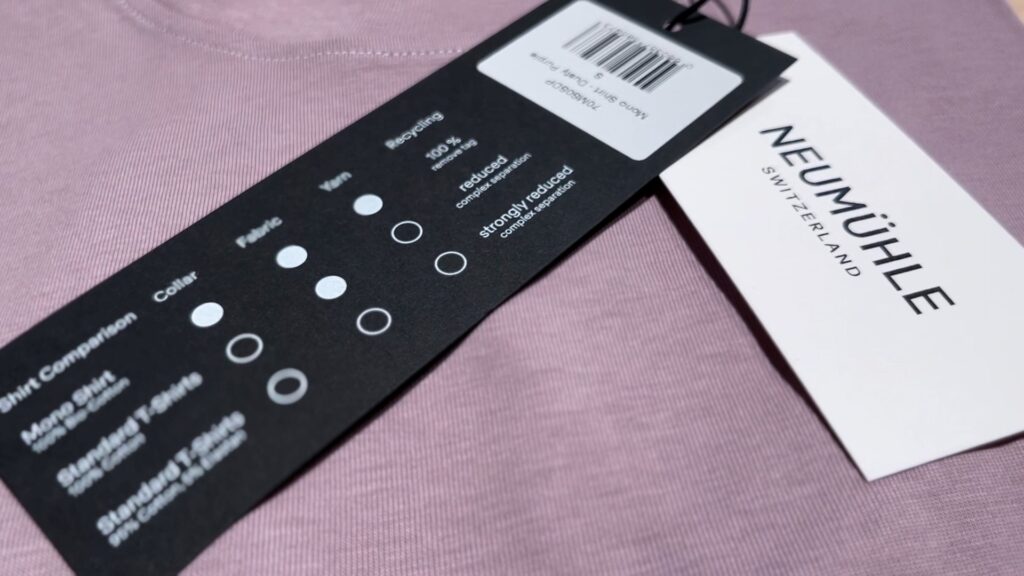 Shirt Comparison Collar Fabric Yarn Recycling
Mono Shirt 100 %
100% Bio-Cotton remove tag
Standard T-Shirts reduced
100% Cotton complex separation
Standard T-Shirts strongly reduced
95% Cotton, 5% Elastan complex separation
Mono Shirt - Dusty Purple
S
NEUMÜHLE
SWITZERLAND